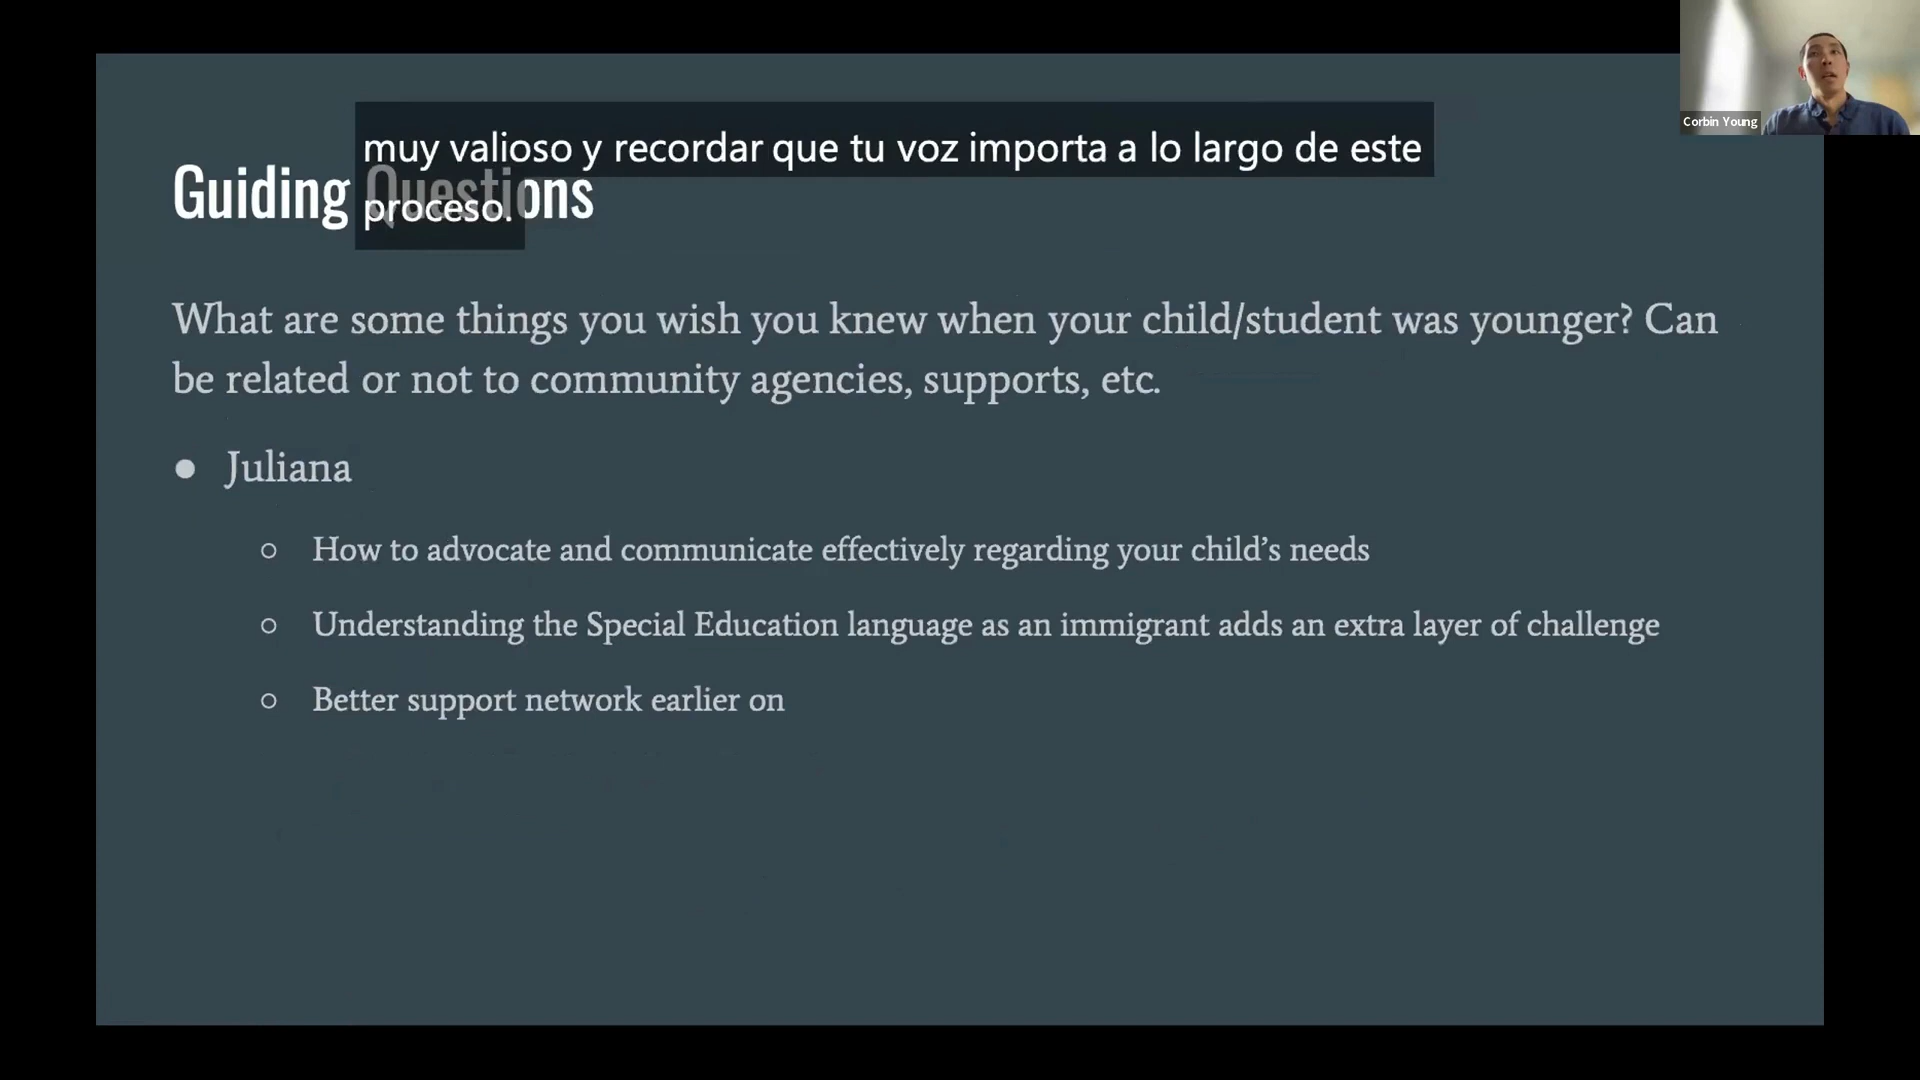 muy valioso y recordar que tu voz importa a lo largo de este
proceso.
Guiding Questions
What are some things you wish you knew when your child/student was younger? Can
be related or not to community agencies, supports, etc.
● Juliana
○ How to advocate and communicate effectively regarding your child’s needs
○ Understanding the Special Education language as an immigrant adds an extra layer of challenge
○ Better support network earlier on
Corbin Young